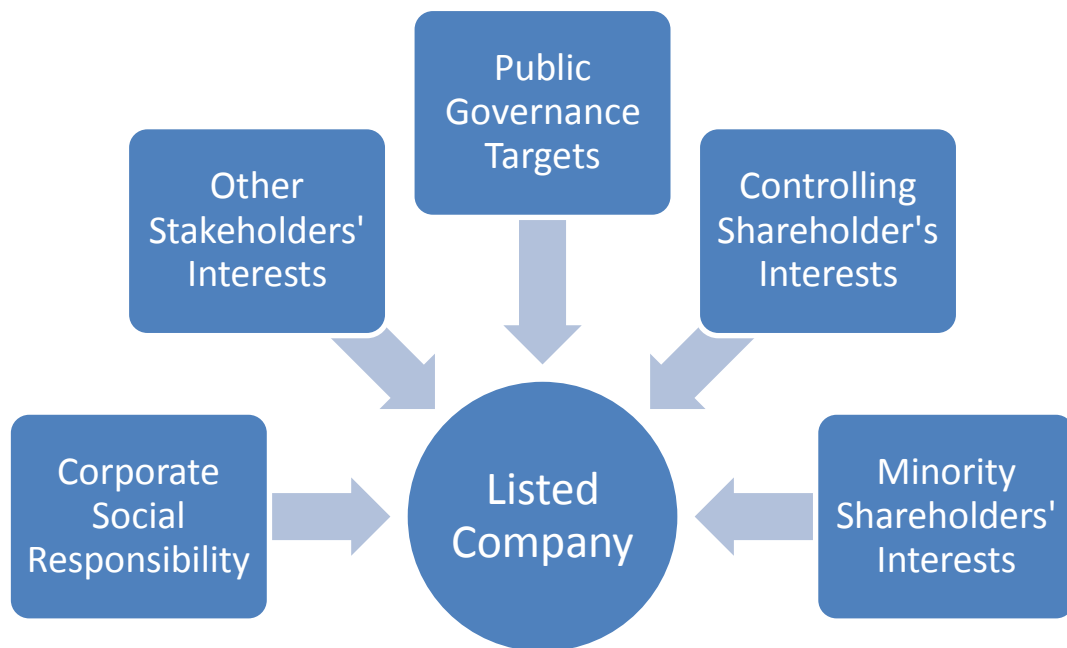 Public
Governance
Targets
Other
Stakeholders'
Interests
Controlling
Shareholder's
Interests
Corporate
Social
Responsibility
Listed
Company
Minority
Shareholders'
Interests